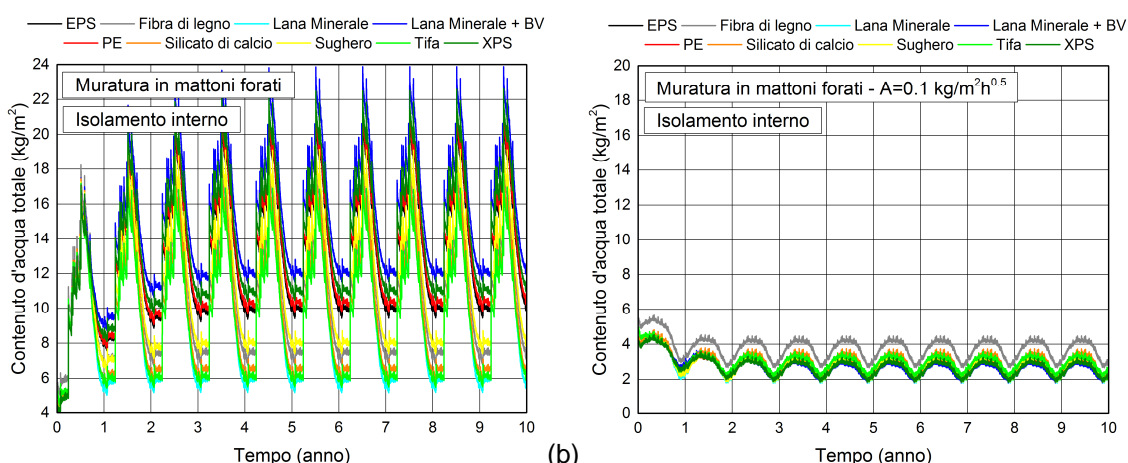 EPS Fibra di legno Lana Minerale Lana Minerale + BV
PE Silicato di calcio Sughero Tifa XPS
Contenuto d'acqua totale (kg/m²)
24
22
20
18
16
14
12
10
8
6
4
Muratura in mattoni forati
Isolamento interno
0 1 2 3 4 5 6 7 8 9 10
Tempo (anno)
(b)
EPS Fibra di legno Lana Minerale Lana Minerale + BV
PE Silicato di calcio Sughero Tifa XPS
Contenuto d'acqua totale (kg/m²)
20
18
16
14
12
10
8
6
4
2
0
Muratura in mattoni forati - A=0.1 kg/m²h⁰·⁵
Isolamento interno
0 1 2 3 4 5 6 7 8 9 10
Tempo (anno)